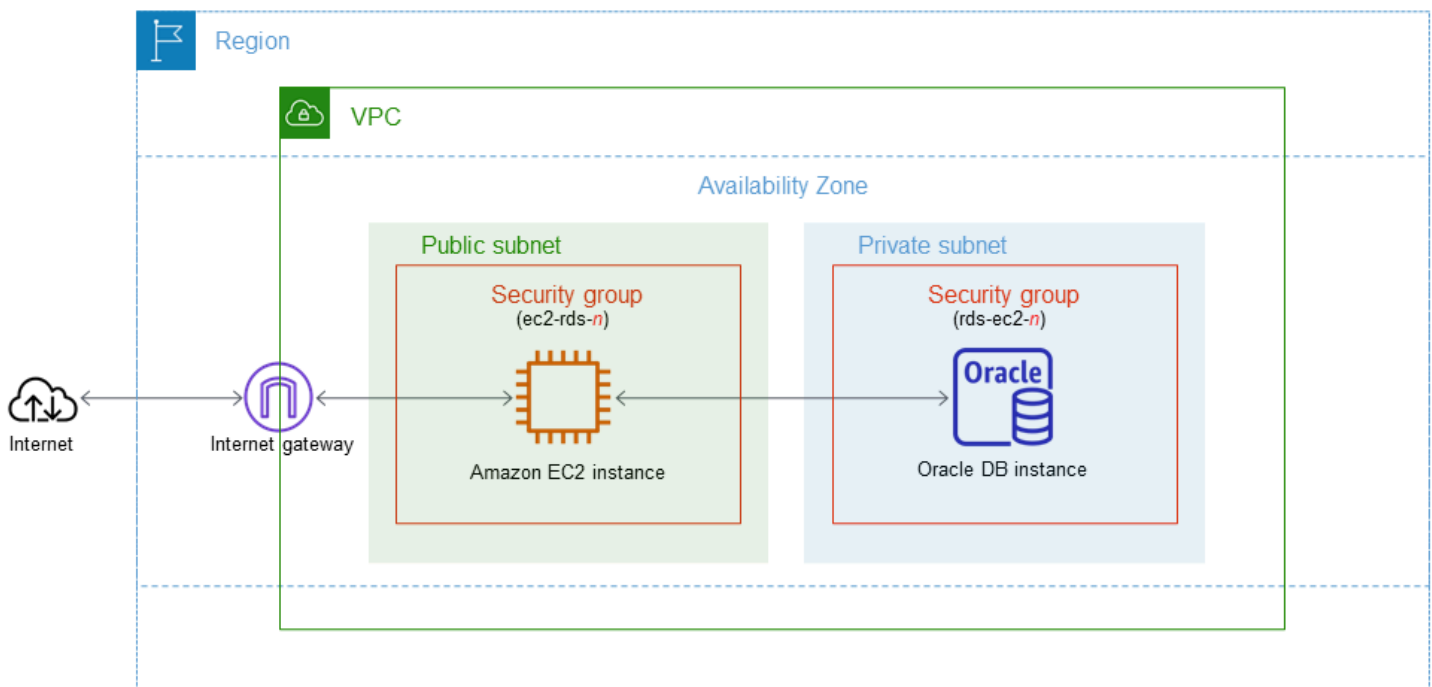 Region
VPC
Availability Zone
Public subnet
Private subnet
Security group
(ec2-rds-n)
Security group
(rds-ec2-n)
Oracle
Internet
Internet gateway
Amazon EC2 instance
Oracle DB instance